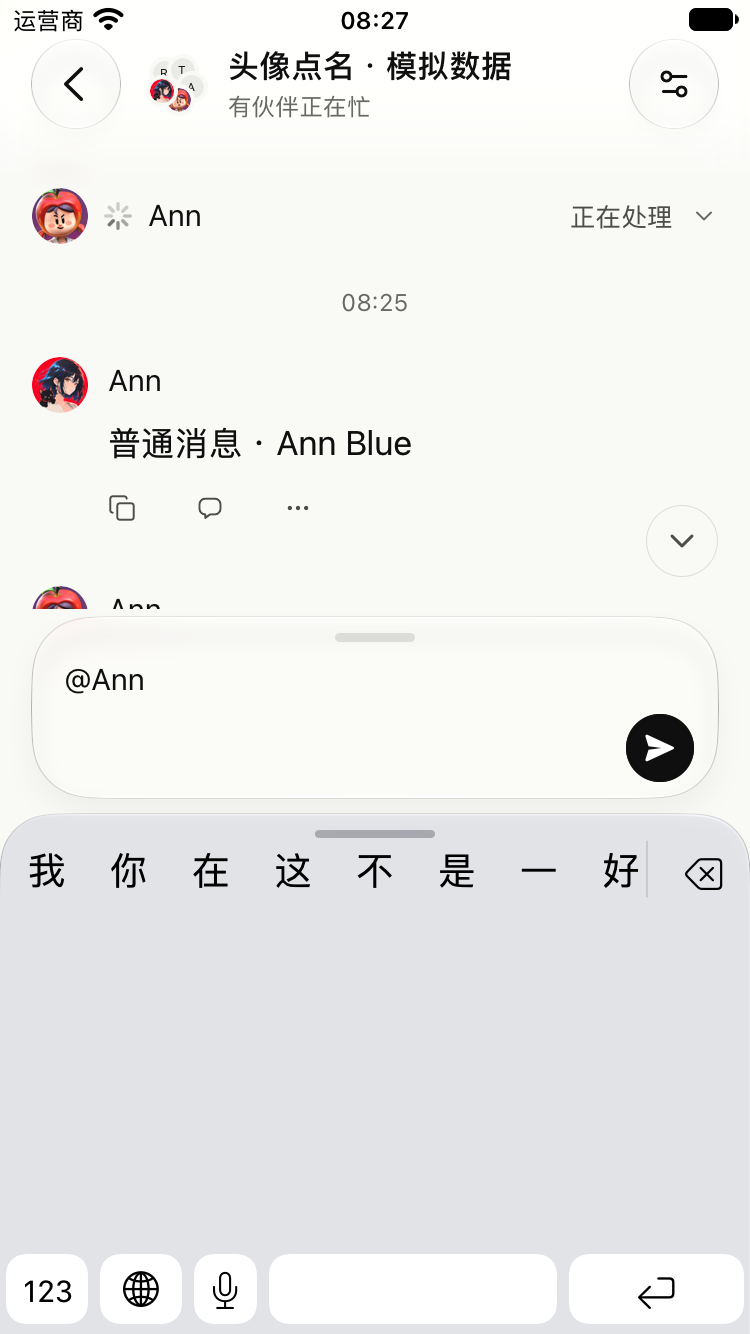 运营商
08:27
R T A
头像点名 · 模拟数据
有伙伴正在忙
Ann
正在处理
08:25
Ann
普通消息 · Ann Blue
Ann
@Ann
我 你 在 这 不 是 一 好
123